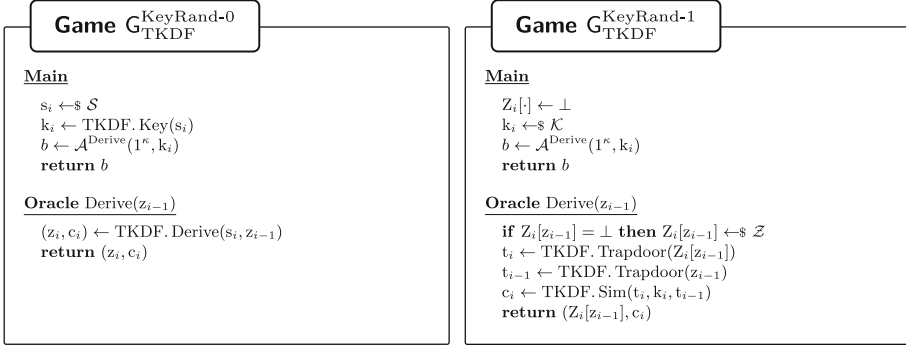 Game G^{KeyRand-0}_{TKDF}
Main
s_i ←$ 𝒮
k_i ← TKDF. Key(s_i)
b ← 𝒜^{Derive}(1^κ, k_i)
return b
Oracle Derive(z_{i−1})
(z_i, c_i) ← TKDF. Derive(s_i, z_{i−1})
return (z_i, c_i)
Game G^{KeyRand-1}_{TKDF}
Main
Z_i[·] ← ⊥
k_i ←$ 𝒦
b ← 𝒜^{Derive}(1^κ, k_i)
return b
Oracle Derive(z_{i−1})
if Z_i[z_{i−1}] = ⊥ then Z_i[z_{i−1}] ←$ 𝒵
t_i ← TKDF. Trapdoor(Z_i[z_{i−1}])
t_{i−1} ← TKDF. Trapdoor(z_{i−1})
c_i ← TKDF. Sim(t_i, k_i, t_{i−1})
return (Z_i[z_{i−1}], c_i)